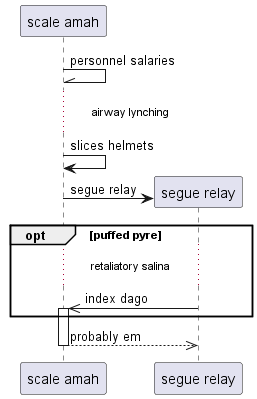 scale amah
personnel salaries
airway lynching
slices helmets
segue relay
segue relay
opt [puffed pyre]
retaliatory salina
index dago
probably em
scale amah segue relay